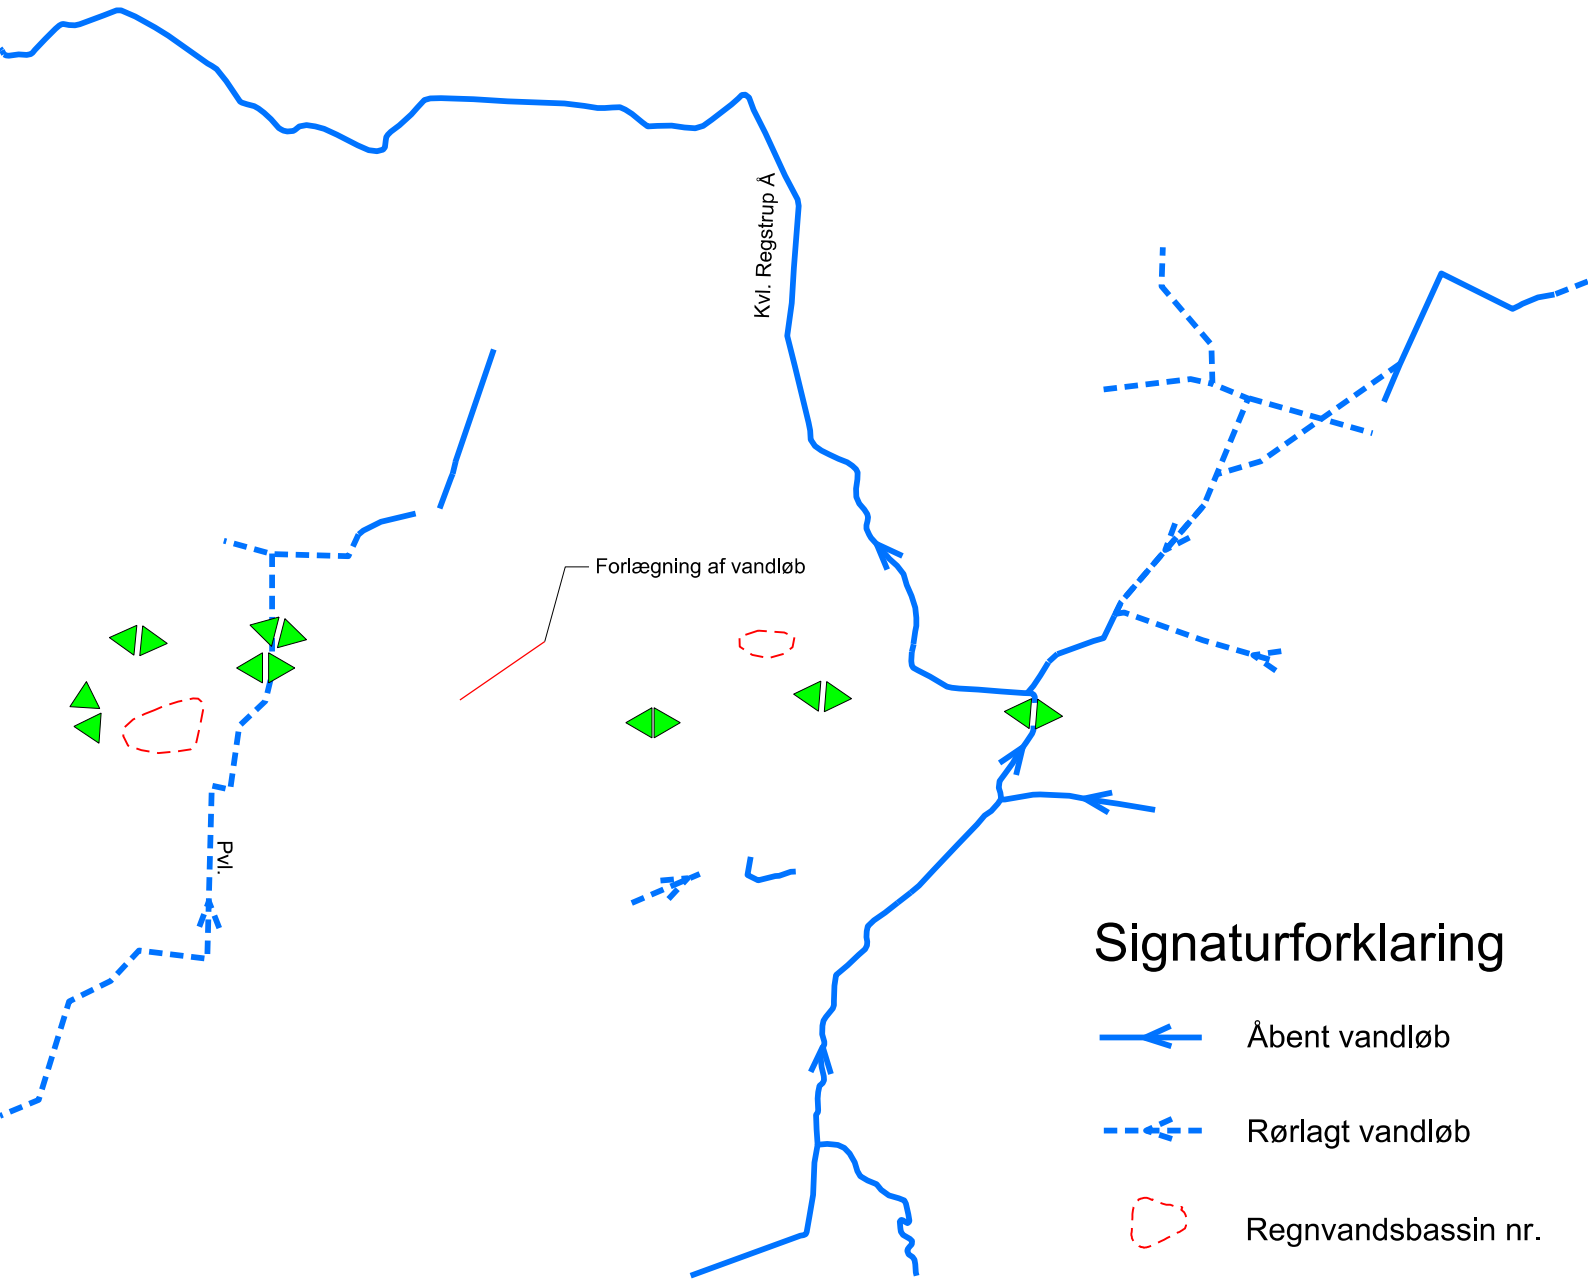 Kvl. Regstrup Å
Forlægning af vandløb
Pvl.
Signaturforklaring
Åbent vandløb
Rørlagt vandløb
Regnvandsbassin nr.